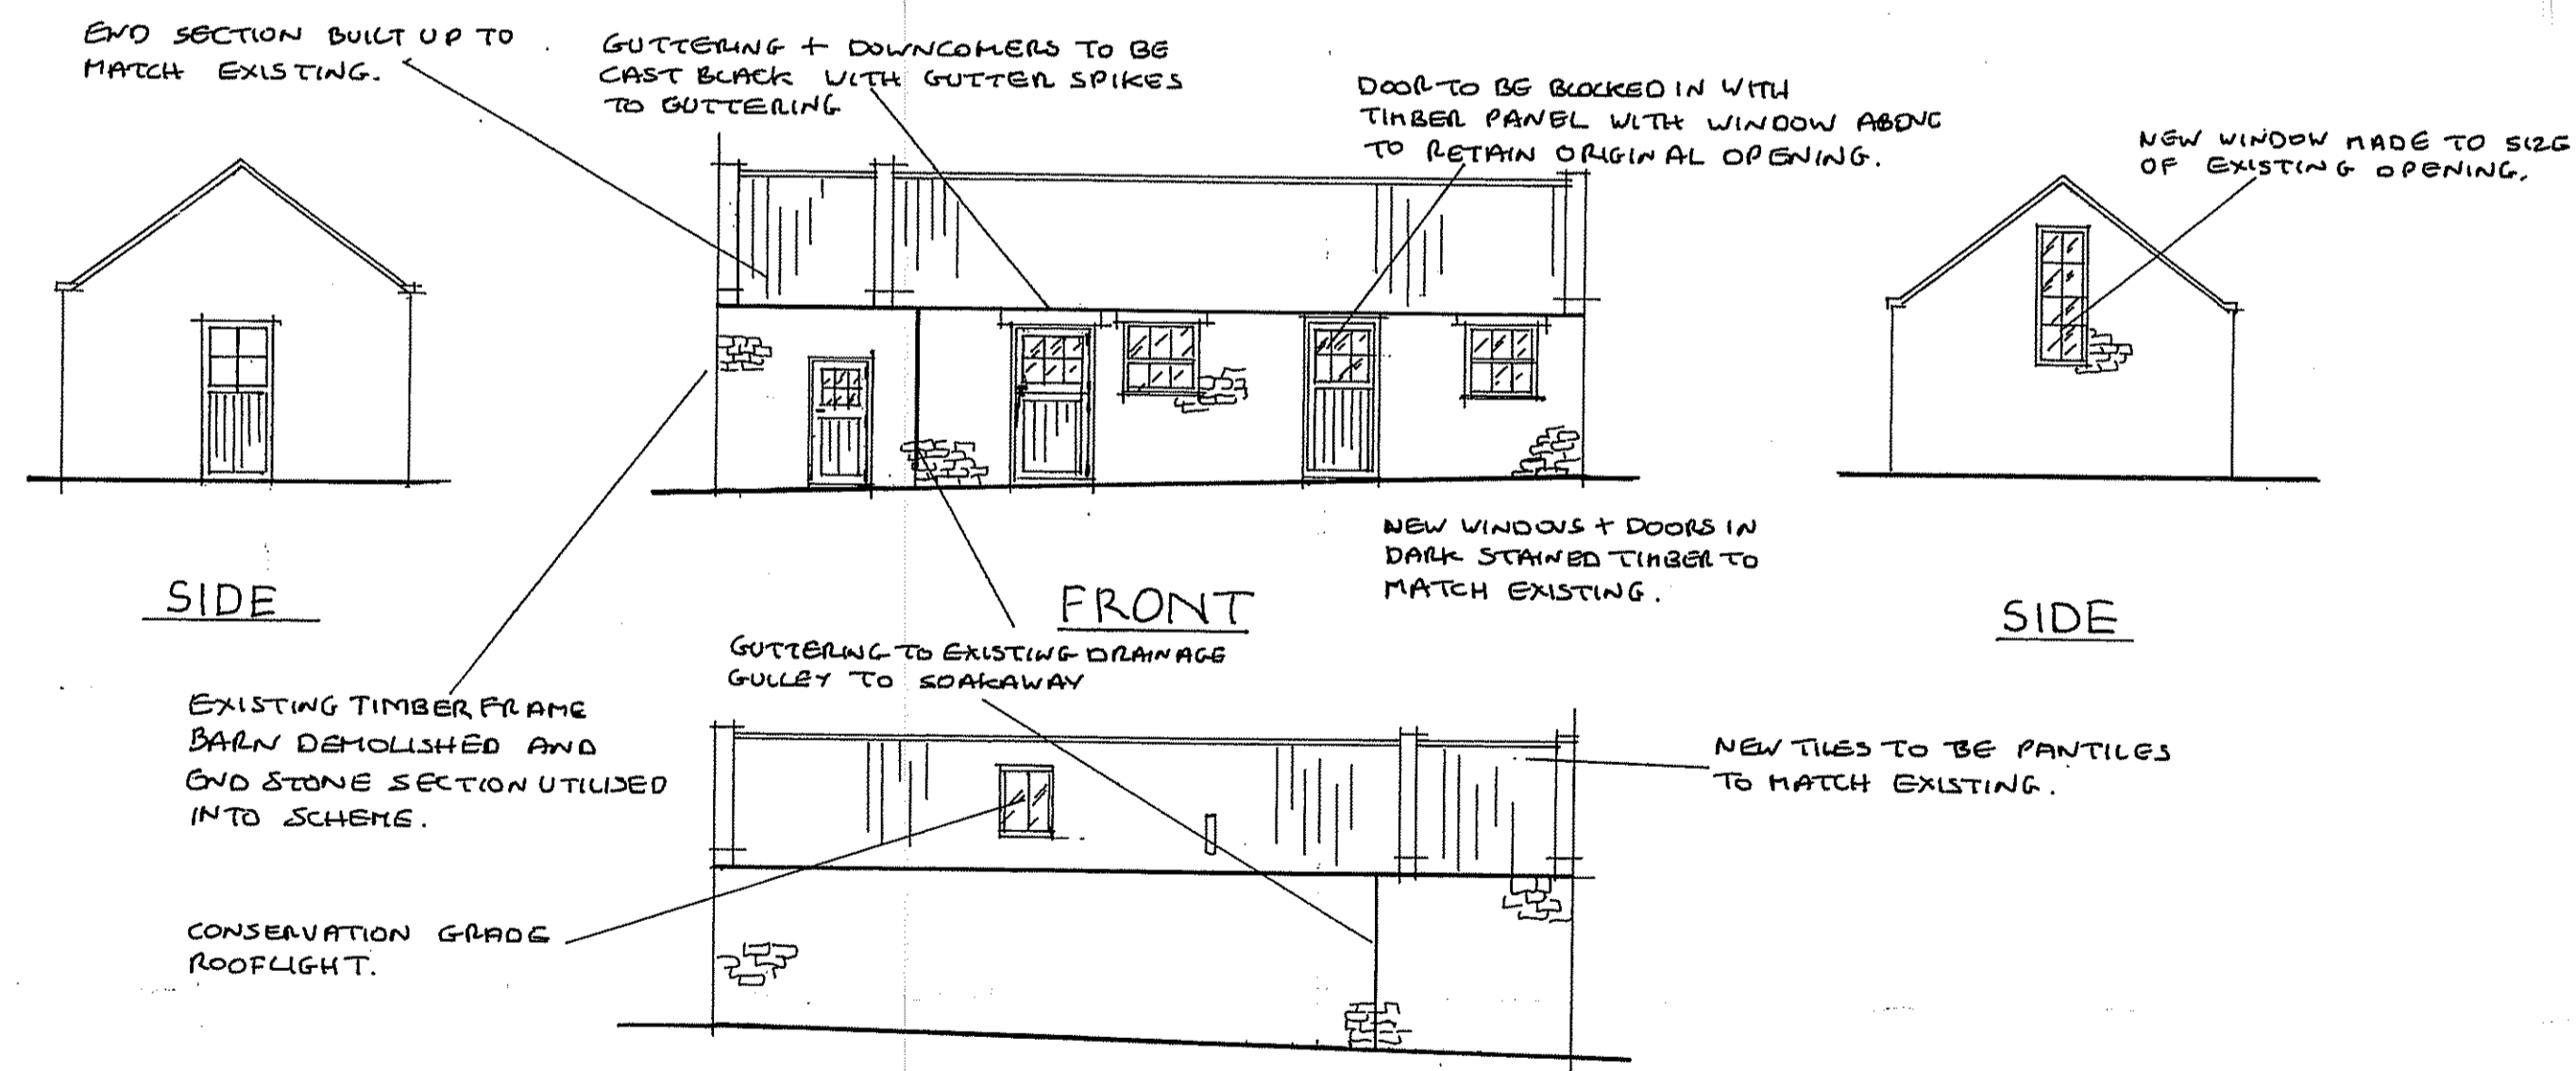 END SECTION BUILT UP TO
MATCH EXISTING.
GUTTERING + DOWNCOMERS TO BE
CAST BLACK WITH GUTTER SPIKES
TO GUTTERING
DOOR TO BE BLOCKED IN WITH
TIMBER PANEL WITH WINDOW ABOVE
TO RETAIN ORIGINAL OPENING.
NEW WINDOW MADE TO SIZE
OF EXISTING OPENING.
NEW WINDOWS + DOORS IN
DARK STAINED TIMBER TO
MATCH EXISTING.
SIDE
FRONT
SIDE
GUTTERING TO EXISTING DRAINAGE
GULLEY TO SOAKAWAY
EXISTING TIMBER FRAME
BARN DEMOLISHED AND
END STONE SECTION UTILISED
INTO SCHEME.
NEW TILES TO BE PANTILES
TO MATCH EXISTING.
CONSERVATION GRADE
ROOFLIGHT.